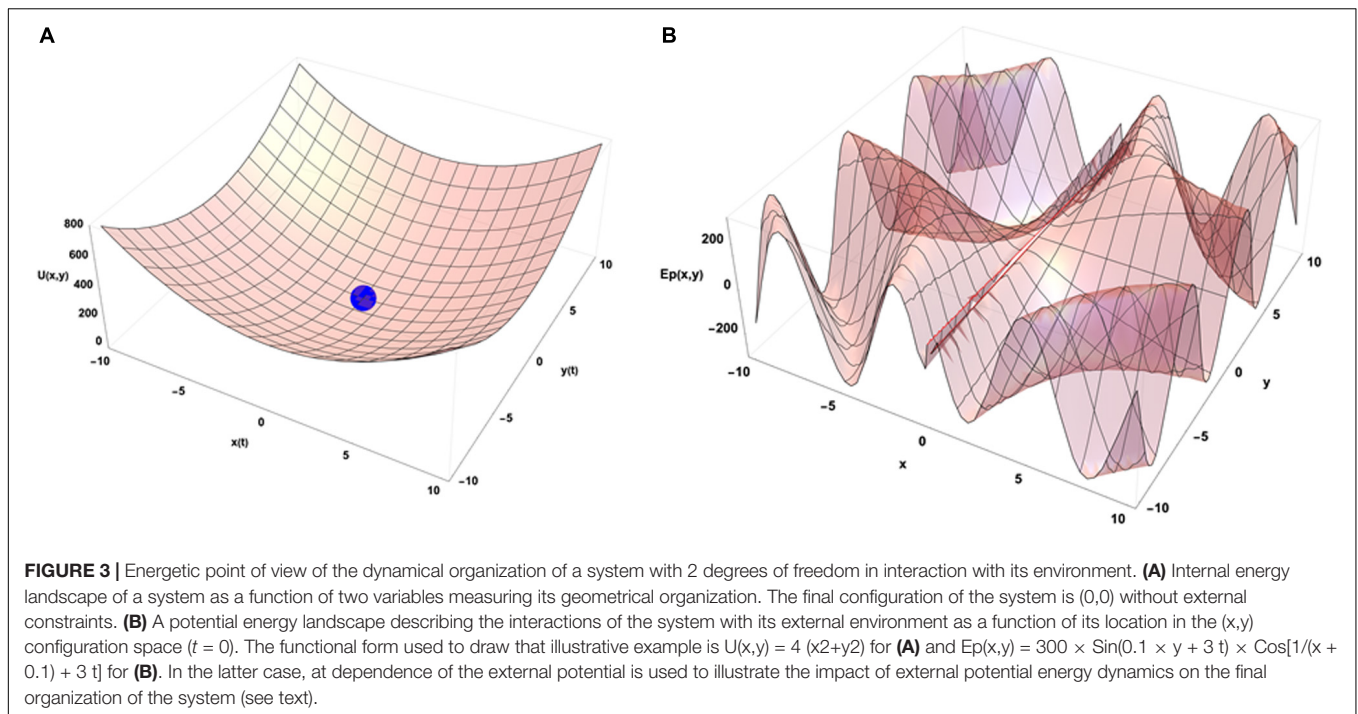 A
B
800
600
U(x,y)
400
200
0
-10
-5
0
x(t)
5
10
-10
-5
0
y(t)
5
10
200
Ep(x,y)
0
-200
-10
-5
0
x
5
10
-10
-5
0
y
5
10
FIGURE 3 | Energetic point of view of the dynamical organization of a system with 2 degrees of freedom in interaction with its environment. (A) Internal energy
landscape of a system as a function of two variables measuring its geometrical organization. The final configuration of the system is (0,0) without external
constraints. (B) A potential energy landscape describing the interactions of the system with its external environment as a function of its location in the (x,y)
configuration space (t = 0). The functional form used to draw that illustrative example is U(x,y) = 4 (x2+y2) for (A) and Ep(x,y) = 300 × Sin(0.1 × y + 3 t) × Cos[1/(x +
0.1) + 3 t] for (B). In the latter case, at dependence of the external potential is used to illustrate the impact of external potential energy dynamics on the final
organization of the system (see text).